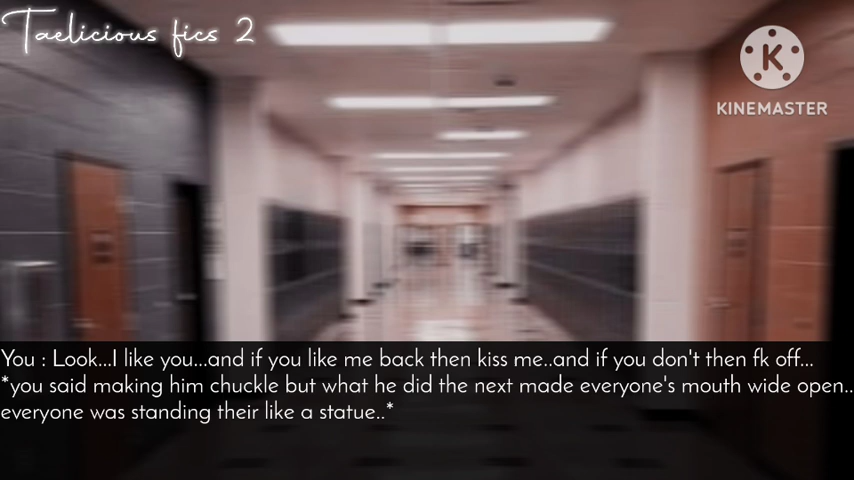 Taelicious fics 2
KINEMASTER
You : Look...I like you...and if you like me back then kiss me..and if you don't then fk off...
*you said making him chuckle but what he did the next made everyone's mouth wide open..
everyone was standing their like a statue..*